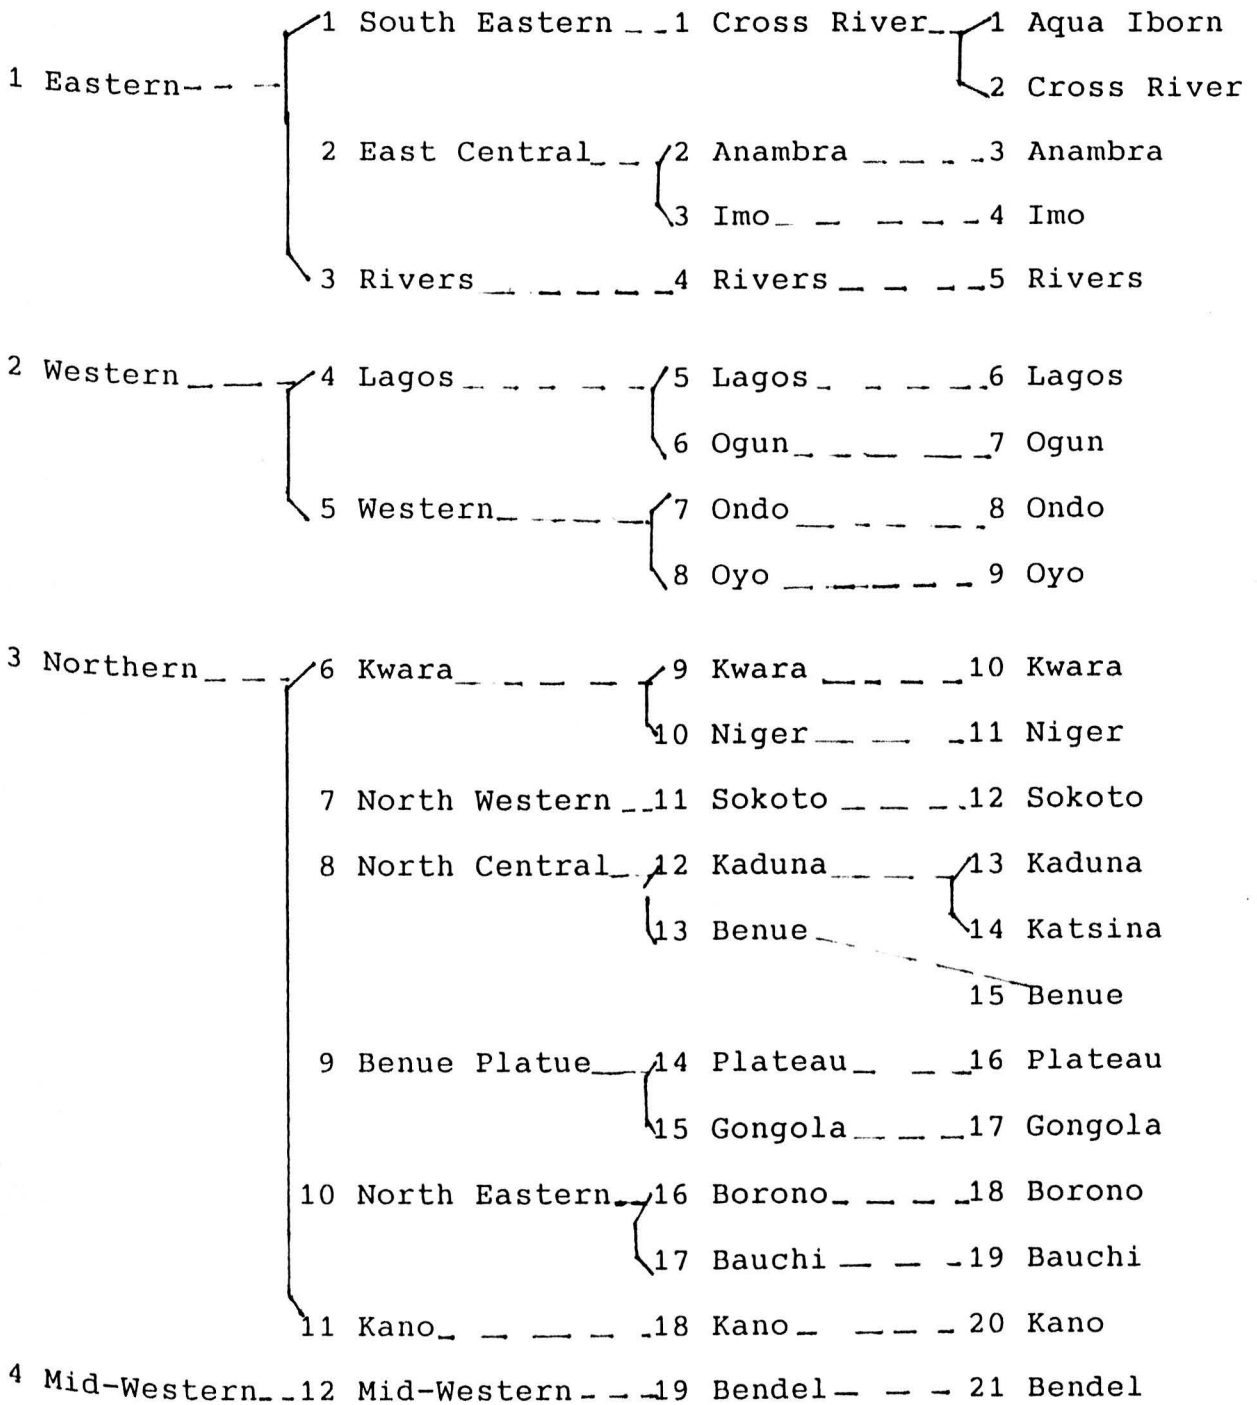 1 South Eastern 1 Cross River 1 Aqua Iborn
1 Eastern 2 Cross River
2 East Central 2 Anambra 3 Anambra
3 Imo 4 Imo
3 Rivers 4 Rivers 5 Rivers
2 Western 4 Lagos 5 Lagos 6 Lagos
6 Ogun 7 Ogun
5 Western 7 Ondo 8 Ondo
8 Oyo 9 Oyo
3 Northern 6 Kwara 9 Kwara 10 Kwara
10 Niger 11 Niger
7 North Western 11 Sokoto 12 Sokoto
8 North Central 12 Kaduna 13 Kaduna
13 Benue 14 Katsina
15 Benue
9 Benue Platue 14 Plateau 16 Plateau
15 Gongola 17 Gongola
10 North Eastern 16 Borono 18 Borono
17 Bauchi 19 Bauchi
11 Kano 18 Kano 20 Kano
4 Mid-Western 12 Mid-Western 19 Bendel 21 Bendel